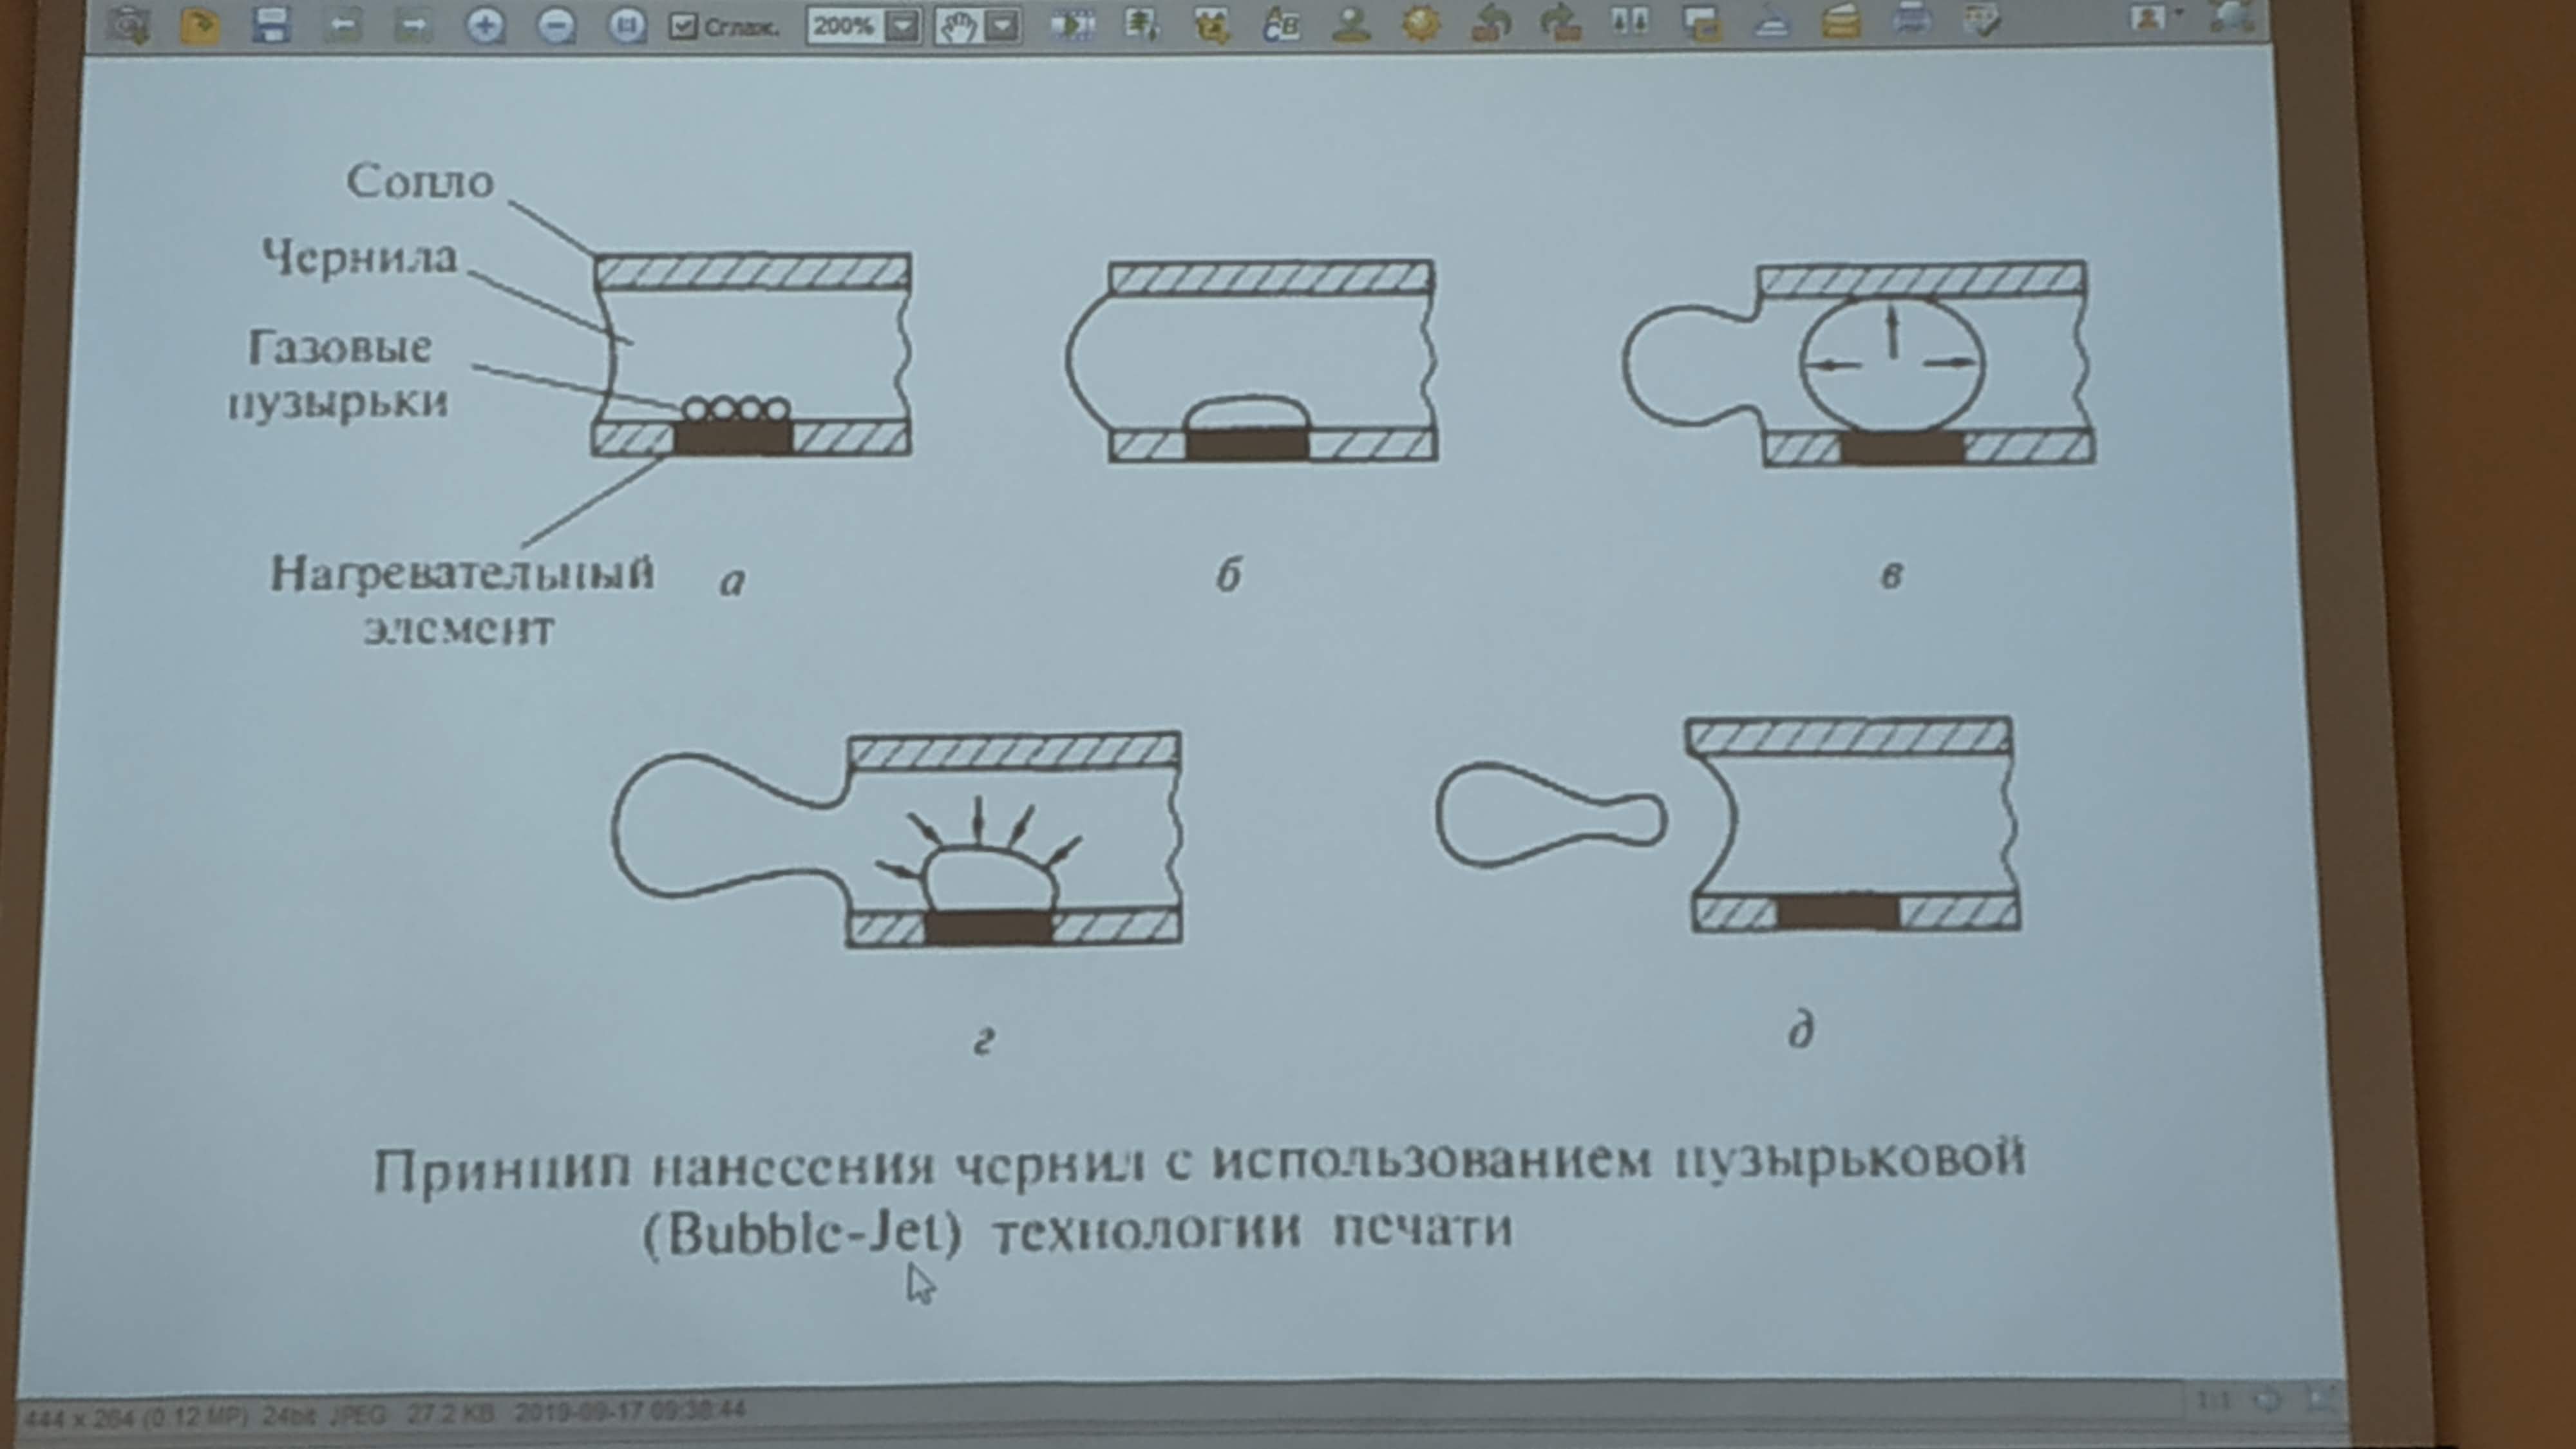 Сглаж.
200%
Сопло
Чернила
Газовые
пузырьки
Нагревательный
элемент
а
б
в
г
д
Принцип нанесения чернил с использованием пузырьковой
(Bubble-Jet) технологии печати
444 x 264 (0.12 MP) 24bit JPEG 27.2 KB 2019-09-17 09:38:44
1:1